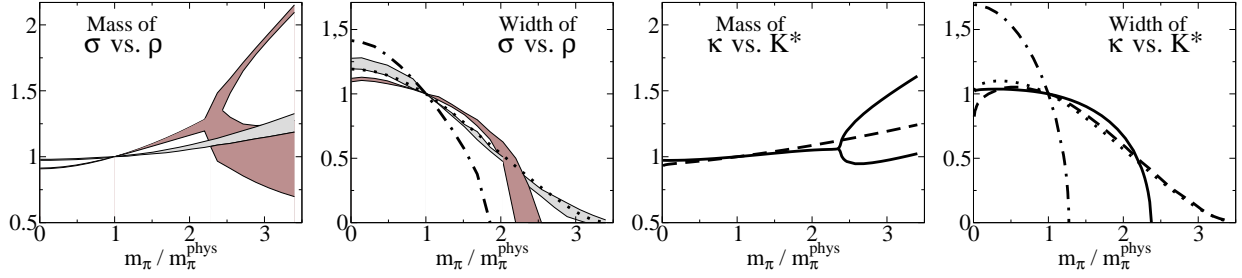 Mass of
σ vs. ρ
2
1.5
1
0.5
0
1
2
3
m_π / m_π^phys
Width of
σ vs. ρ
1.5
1
0.5
0
0
1
2
3
m_π / m_π^phys
Mass of
κ vs. K*
2
1.5
1
0.5
0
1
2
3
m_π / m_π^phys
Width of
κ vs. K*
1.5
1
0.5
0
0
1
2
3
m_π / m_π^phys